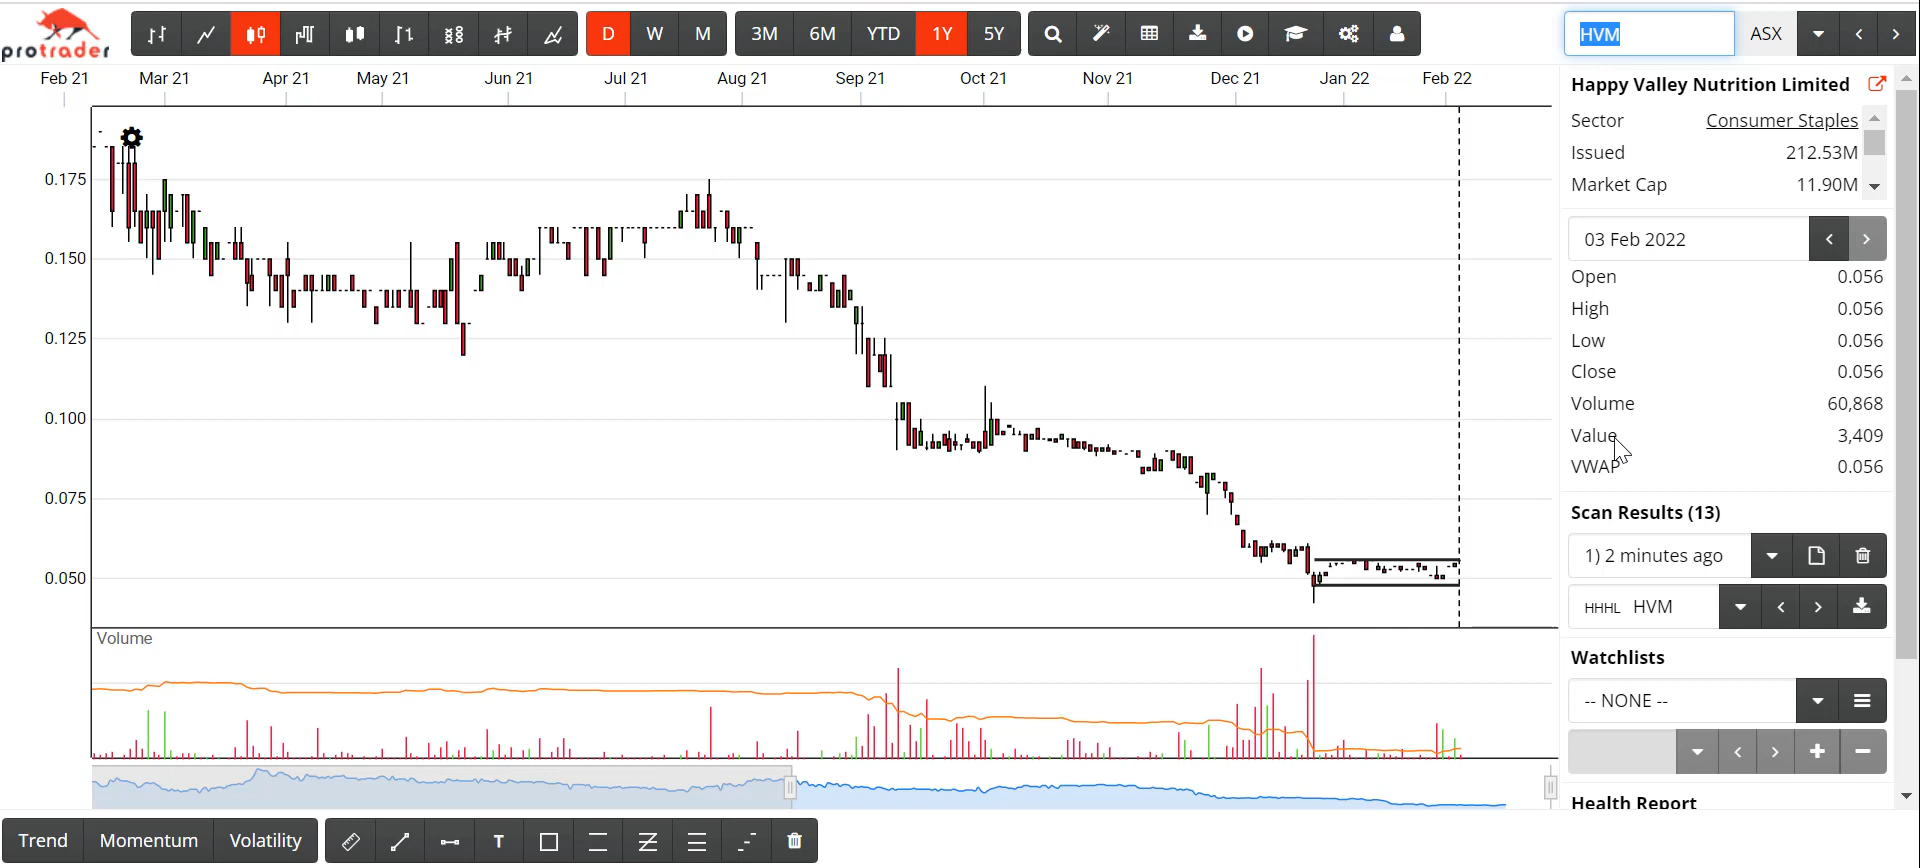 protrader
D W M
3M 6M YTD 1Y 5Y
HVM ASX
Feb 21 Mar 21 Apr 21 May 21 Jun 21 Jul 21 Aug 21 Sep 21 Oct 21 Nov 21 Dec 21 Jan 22 Feb 22
0.175
0.150
0.125
0.100
0.075
0.050
Volume
Happy Valley Nutrition Limited
Sector Consumer Staples
Issued 212.53M
Market Cap 11.90M
03 Feb 2022
Open 0.056
High 0.056
Low 0.056
Close 0.056
Volume 60,868
Value 3,409
VWAP 0.056
Scan Results (13)
1) 2 minutes ago
HHHL HVM
Watchlists
-- NONE --
Health Report
Trend Momentum Volatility T